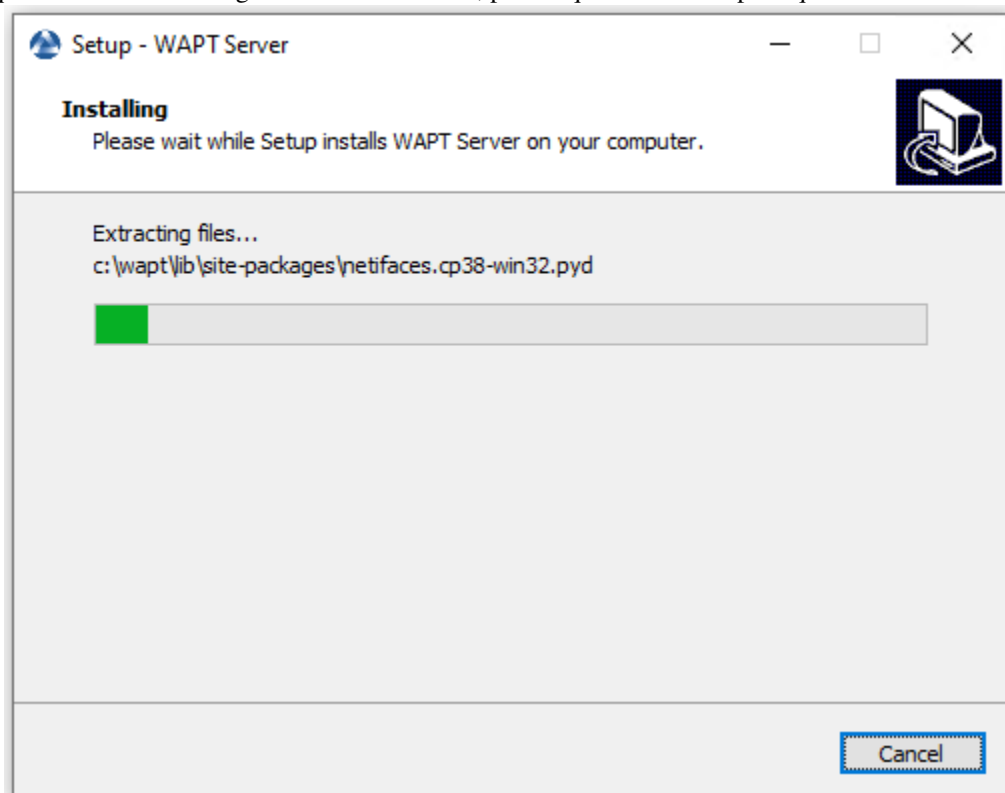 Setup - WAPT Server
Installing
Please wait while Setup installs WAPT Server on your computer.
Extracting files...
c:\wapt\lib\site-packages\netifaces.cp38-win32.pyd
Cancel